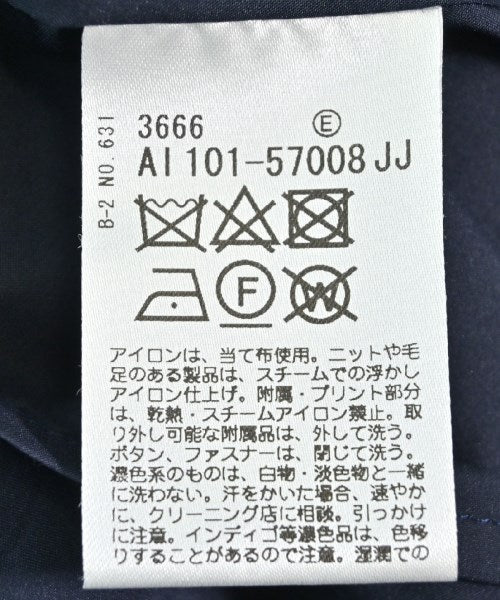 B-2 NO.631
3666 Ⓔ
AI101-57008JJ
F
W
アイロンは、当て布使用。ニットや毛
足のある製品は、スチームでの浮かし
アイロン仕上げ。附属・プリント部分
は、乾熱・スチームアイロン禁止。取
り外し可能な附属品は、外して洗う。
ボタン、ファスナーは、閉じて洗う。
濃色系のものは、白物・淡色物と一緒
に洗わない。汗をかいた場合、速やか
に、クリーニング店に相談。引っかけ
に注意。インディゴ等濃色品は、色移
りすることがあるので注意。湿潤での